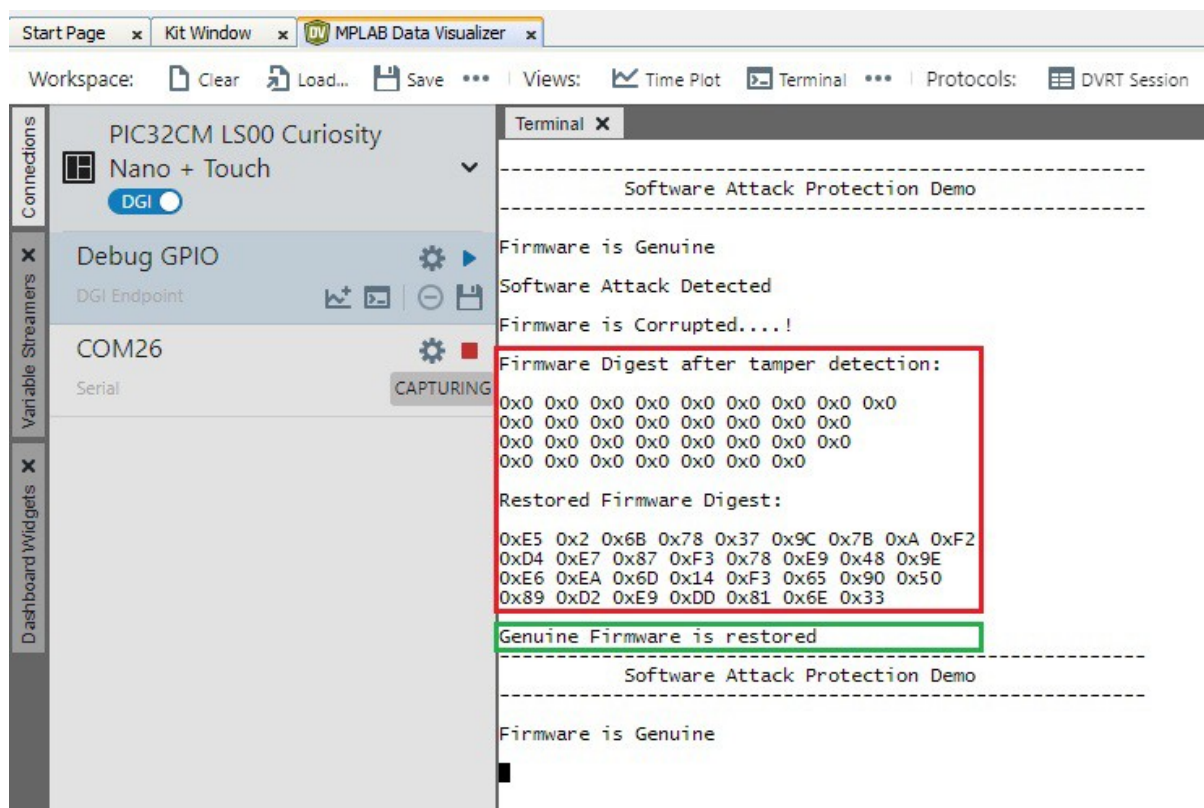 Start Page x Kit Window x DV MPLAB Data Visualizer x
Workspace: Clear Load... Save ••• Views: Time Plot Terminal ••• Protocols: DVRT Session
Connections
Variable Streamers
Dashboard Widgets
PIC32CM LS00 Curiosity
Nano + Touch
DGI
Debug GPIO
DGI Endpoint
COM26
Serial
CAPTURING
Terminal X
--------------------------------------------------------
Software Attack Protection Demo
--------------------------------------------------------
Firmware is Genuine
Software Attack Detected
Firmware is Corrupted....!
Firmware Digest after tamper detection:
0x0 0x0 0x0 0x0 0x0 0x0 0x0 0x0 0x0
0x0 0x0 0x0 0x0 0x0 0x0 0x0 0x0
0x0 0x0 0x0 0x0 0x0 0x0 0x0 0x0
0x0 0x0 0x0 0x0 0x0 0x0 0x0
Restored Firmware Digest:
0xE5 0x2 0x6B 0x78 0x37 0x9C 0x7B 0xA 0xF2
0xD4 0xE7 0x87 0xF3 0x78 0xE9 0x48 0x9E
0xE6 0xEA 0x6D 0x14 0xF3 0x65 0x90 0x50
0x89 0xD2 0xE9 0xDD 0x81 0x6E 0x33
Genuine Firmware is restored
--------------------------------------------------------
Software Attack Protection Demo
--------------------------------------------------------
Firmware is Genuine